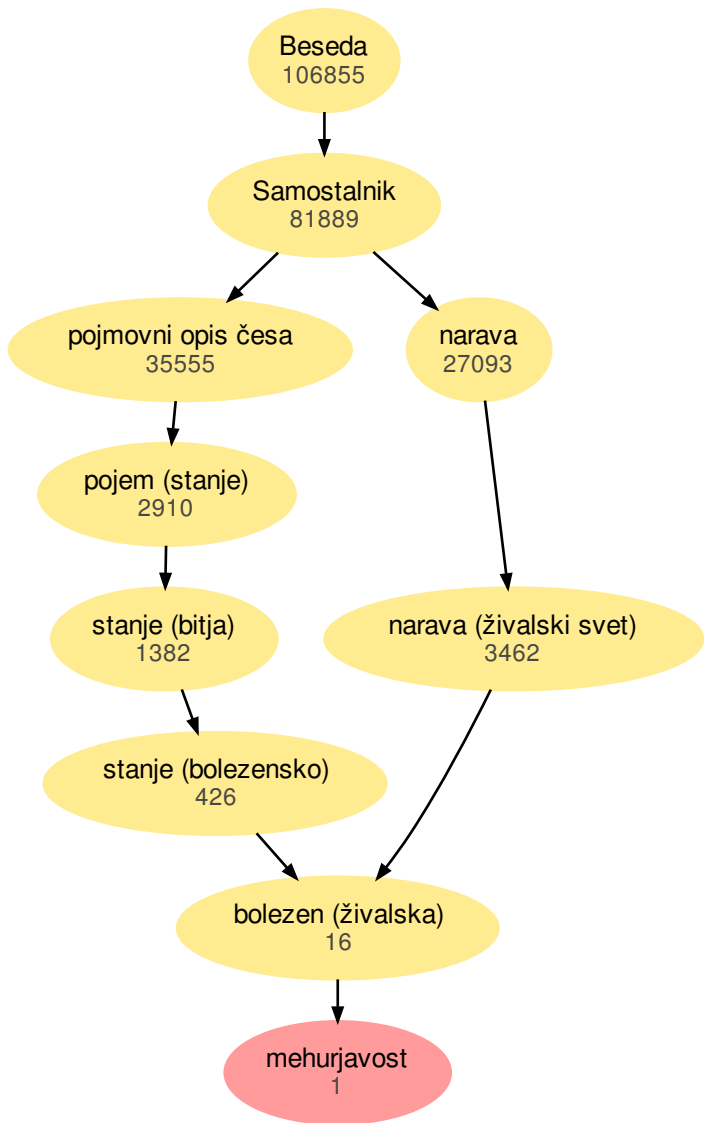 Beseda
106855
Samostalnik
81889
pojmovni opis česa
35555
narava
27093
pojem (stanje)
2910
stanje (bitja)
1382
narava (živalski svet)
3462
stanje (bolezensko)
426
bolezen (živalska)
16
mehurjavost
1